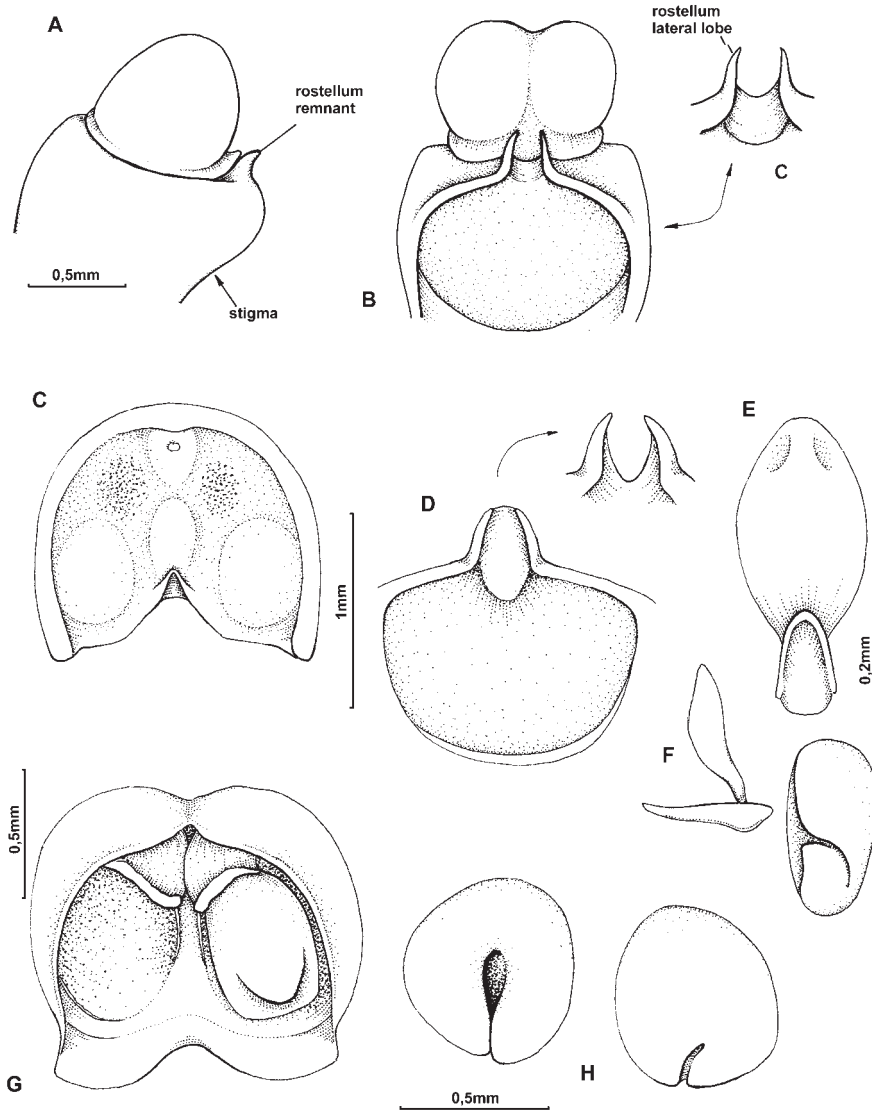 A
rostellum
remnant
0,5mm
stigma
B
rostellum
lateral lobe
C
C
1mm
D
E
0,2mm
F
0,5mm
G
H
0,5mm